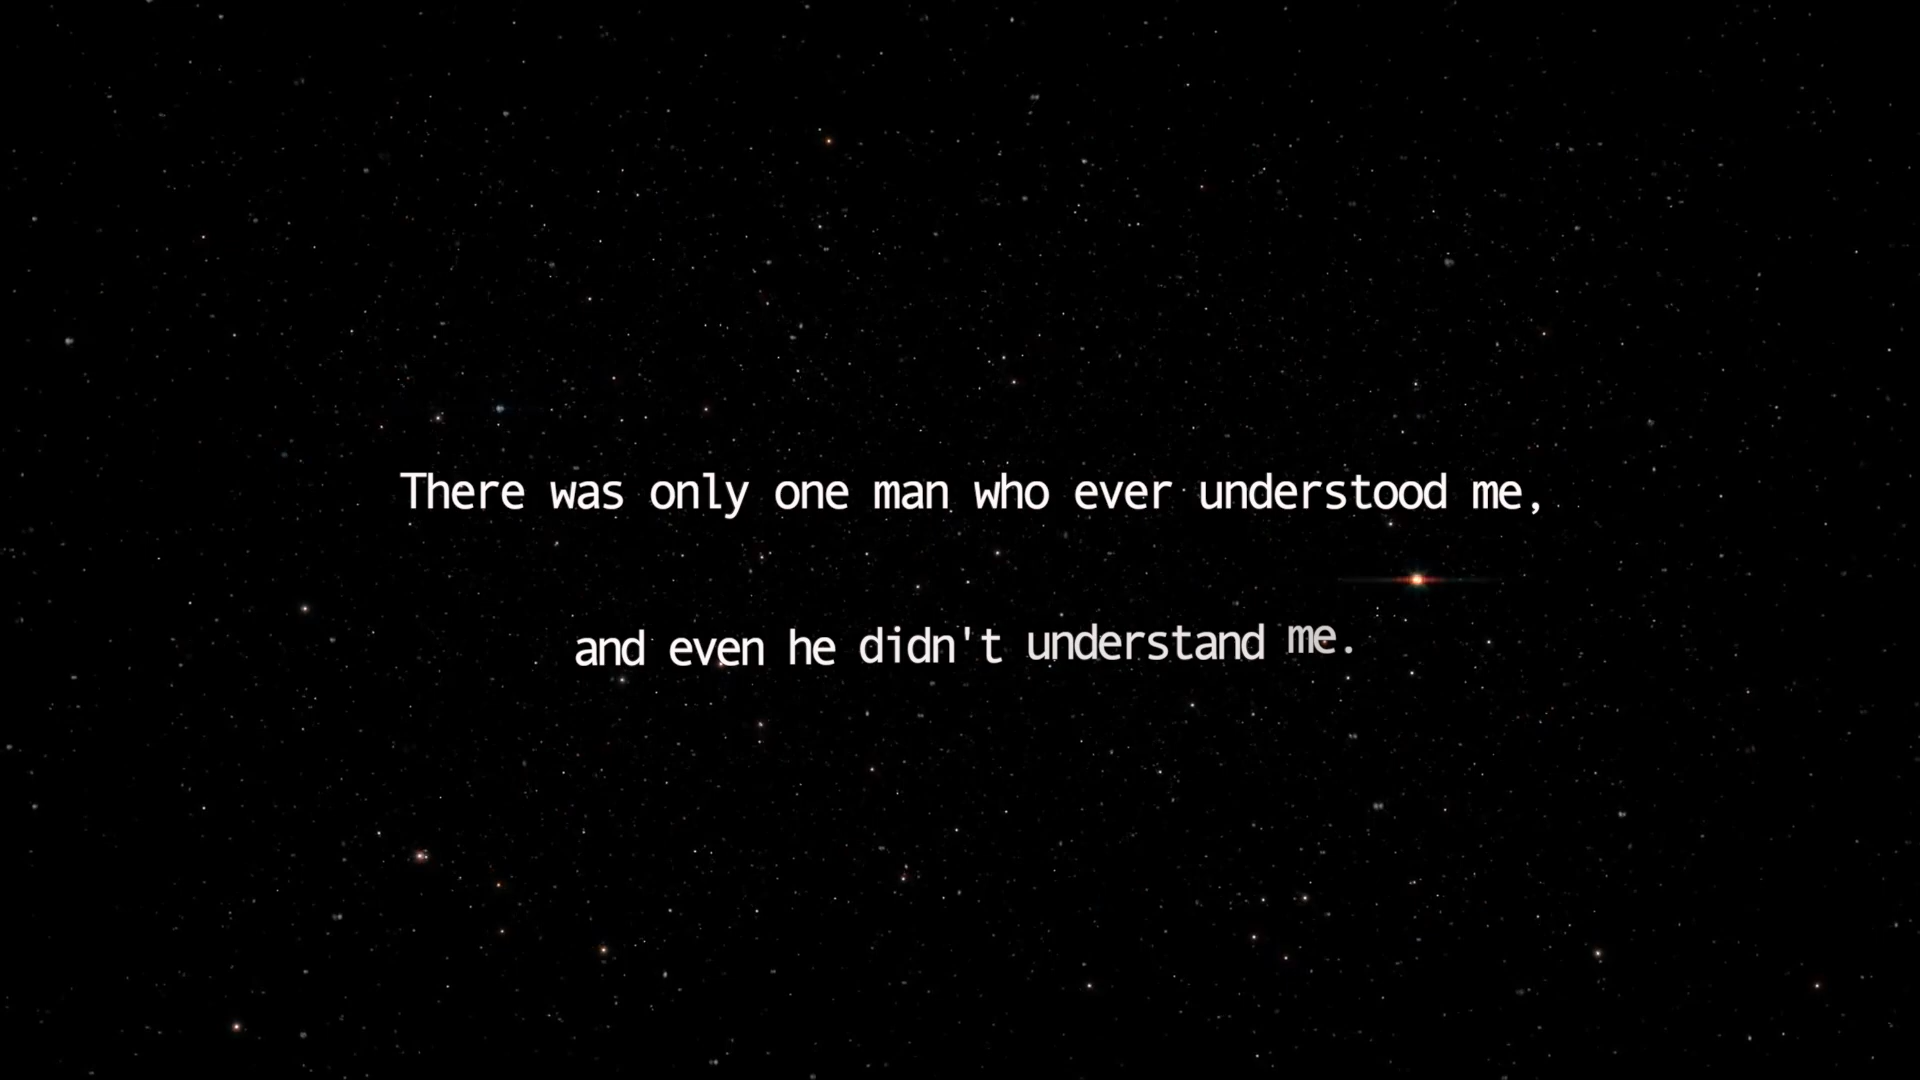 There was only one man who ever understood me,
and even he didn't understand me.